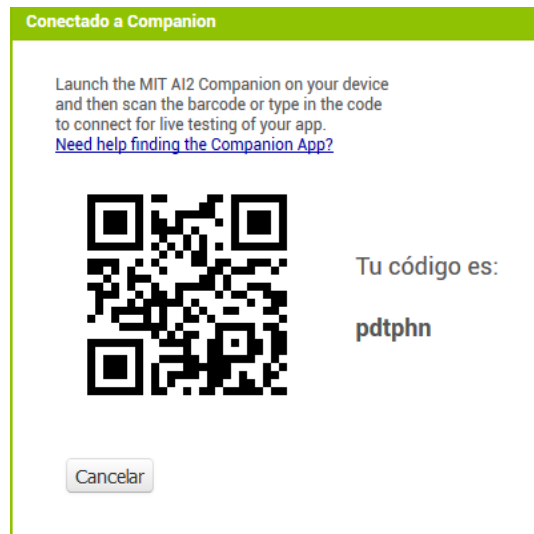 Conectado a Companion
Launch the MIT AI2 Companion on your device
and then scan the barcode or type in the code
to connect for live testing of your app.
Need help finding the Companion App?
Tu código es:
pdtphn
Cancelar